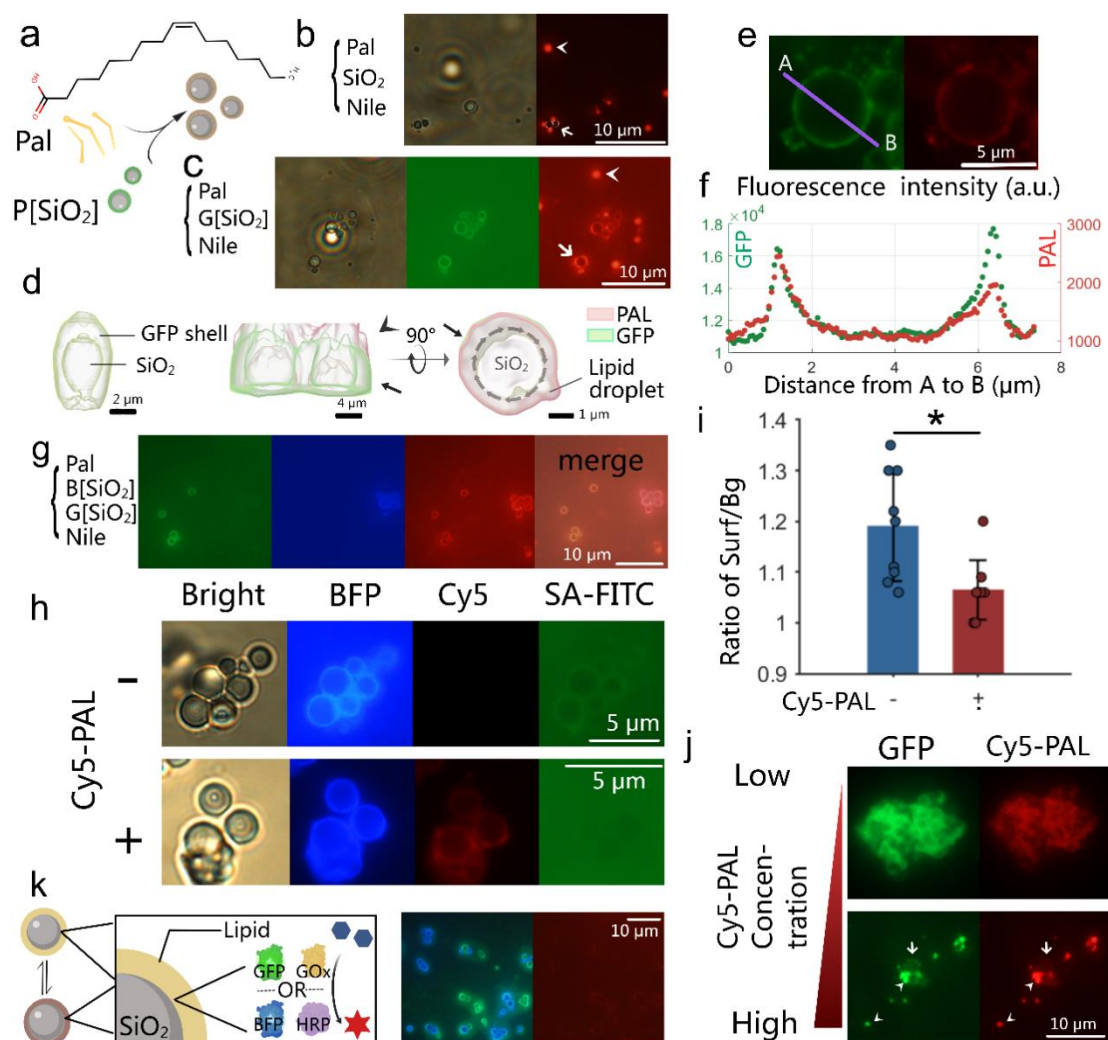 a
OH
HO
H₃C
Pal
P[SiO₂]
b
Pal
SiO₂
Nile
10 μm
c
Pal
G[SiO₂]
Nile
10 μm
d
GFP shell
SiO₂
2 μm
4 μm
90°
SiO₂
PAL
GFP
Lipid
droplet
1 μm
e
A
B
5 μm
f
Fluorescence intensity (a.u.)
×10⁴
1.8
1.6
1.4
1.2
1
GFP
3000
2000
1000
PAL
0 2 4 6 8
Distance from A to B (μm)
g
Pal
B[SiO₂]
G[SiO₂]
Nile
merge
10 μm
h
Bright BFP Cy5 SA-FITC
Cy5-PAL
-
5 μm
+
5 μm
i
1.4
1.3
1.2
1.1
1
0.9
Ratio of Surf/Bg
*
Cy5-PAL - +
j
GFP Cy5-PAL
Low
Cy5-PAL
Concen-
tration
High
10 μm
k
Lipid
SiO₂
GFP GOx
OR
BFP HRP
10 μm